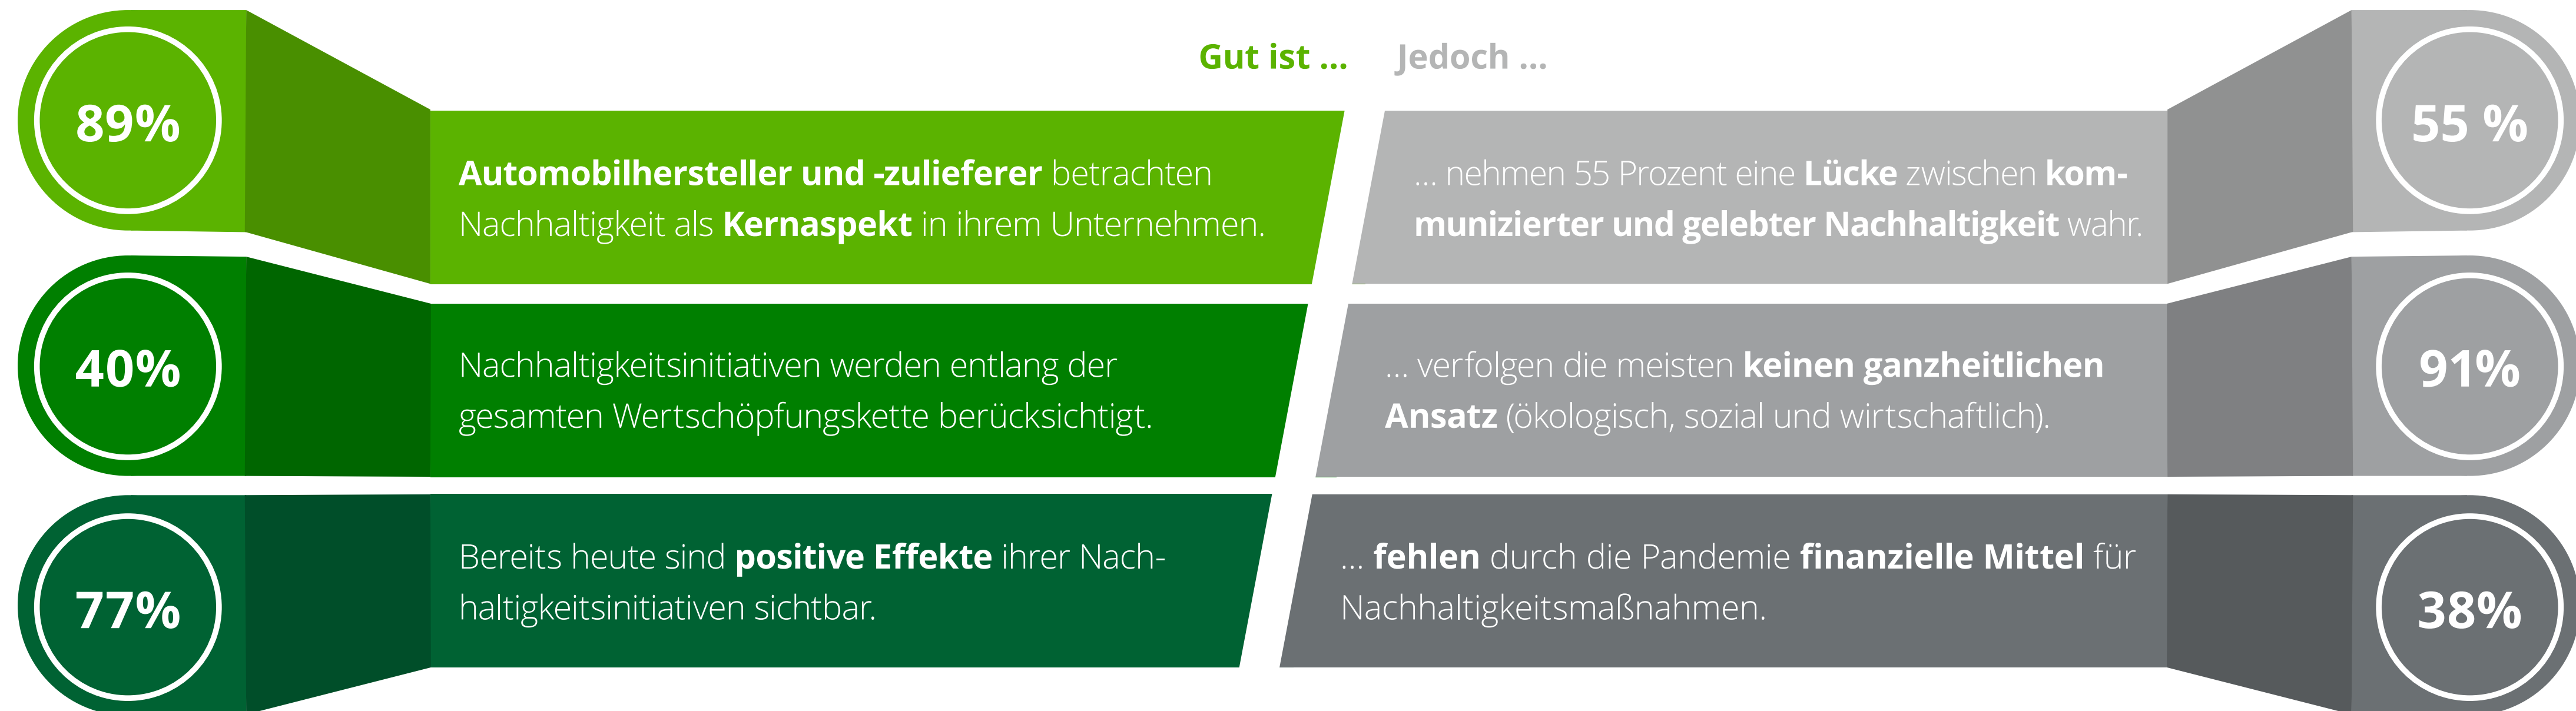 Gut ist ...
Jedoch ...
89%
Automobilhersteller und -zulieferer betrachten
Nachhaltigkeit als Kernaspekt in ihrem Unternehmen.
... nehmen 55 Prozent eine Lücke zwischen kom-
munizierter und gelebter Nachhaltigkeit wahr.
55 %
40%
Nachhaltigkeitsinitiativen werden entlang der
gesamten Wertschöpfungskette berücksichtigt.
... verfolgen die meisten keinen ganzheitlichen
Ansatz (ökologisch, sozial und wirtschaftlich).
91%
77%
Bereits heute sind positive Effekte ihrer Nach-
haltigkeitsinitiativen sichtbar.
... fehlen durch die Pandemie finanzielle Mittel für
Nachhaltigkeitsmaßnahmen.
38%